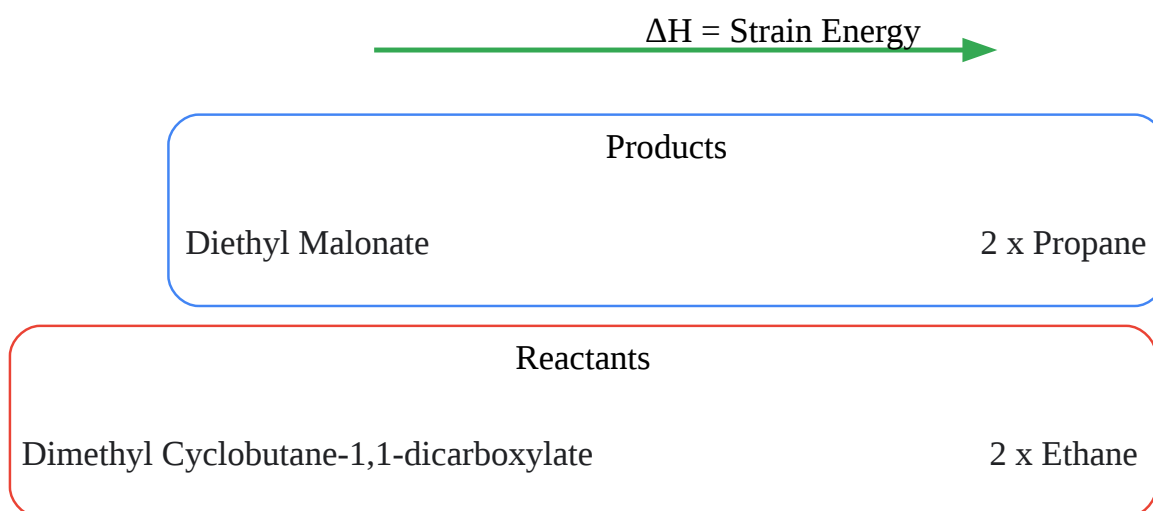 ΔH = Strain Energy
Products
Diethyl Malonate 2 x Propane
Reactants
Dimethyl Cyclobutane-1,1-dicarboxylate 2 x Ethane